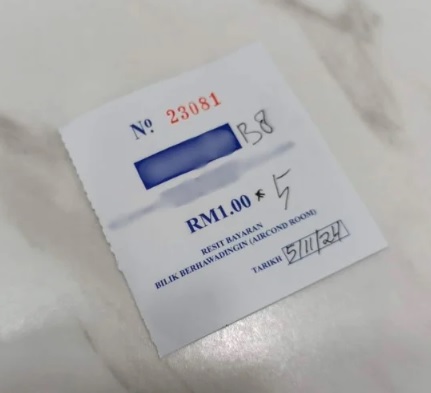 Nº 23081
B8
RM1.00 * 5
RESIT BAYARAN
BILIK BERHAWADINGIN (AIRCOND ROOM)
TARIKH 5/11/24